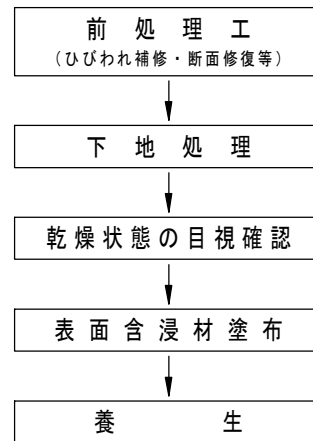 前処理工
（ひびわれ補修・断面修復等）
下地処理
乾燥状態の目視確認
表面含浸材塗布
養生